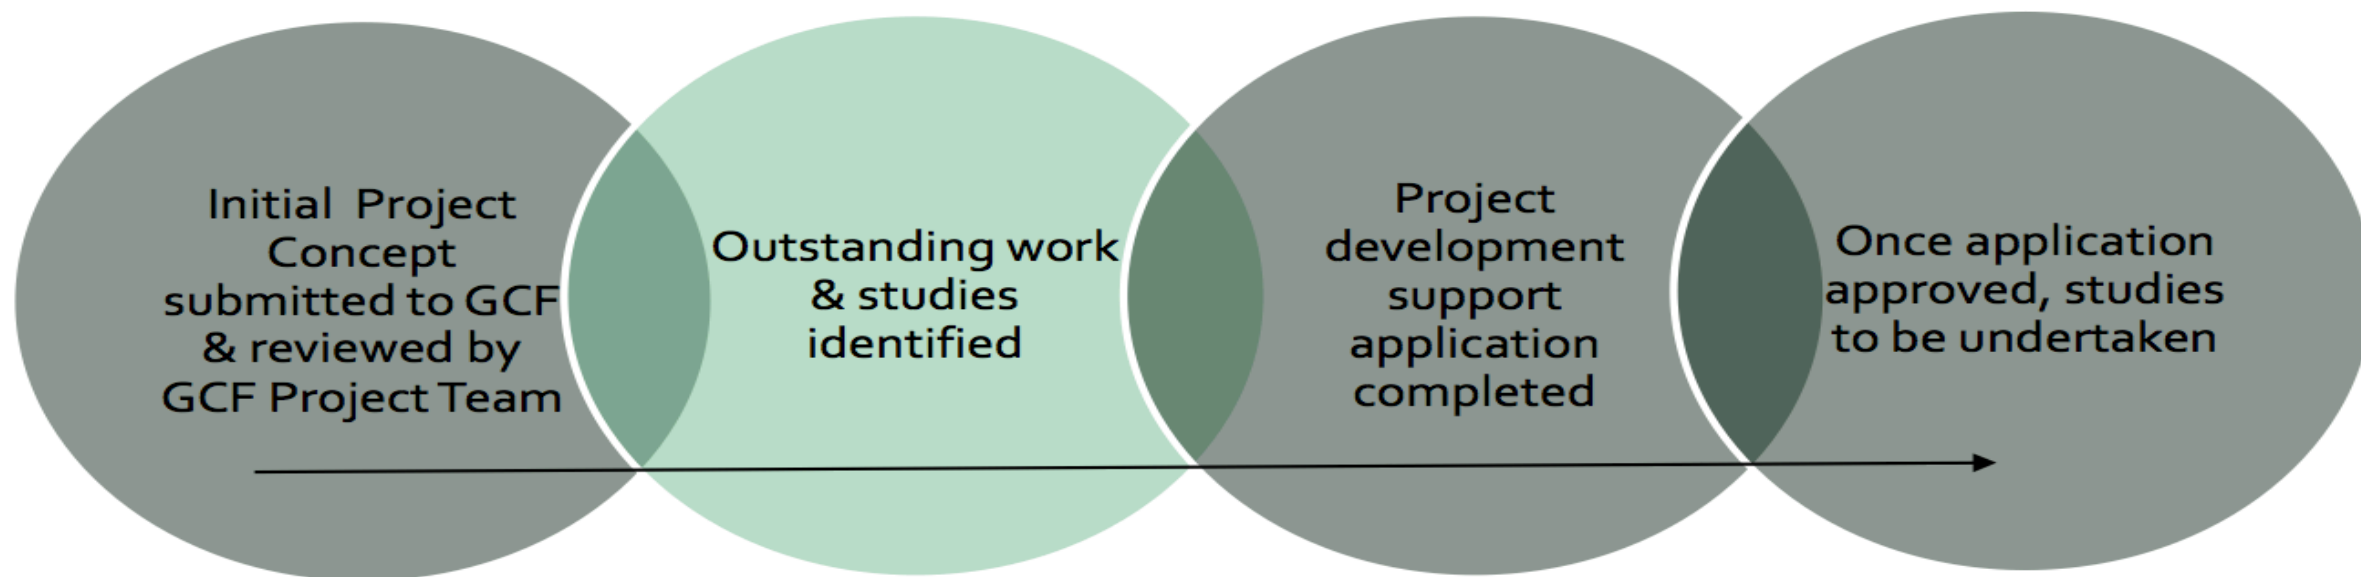 Initial Project
Concept
submitted to GCF
& reviewed by
GCF Project Team
Outstanding work
& studies
identified
Project
development
support
application
completed
Once application
approved, studies
to be undertaken